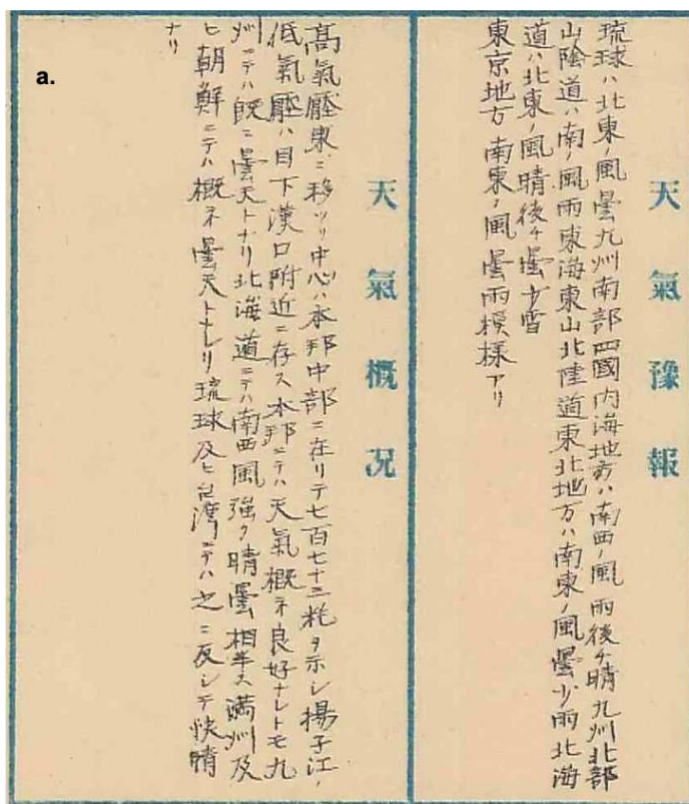 a.
天氣豫報
琉球ハ北東ノ風曇九州南部四國内海地方ハ南西ノ風雨後チ晴九州北部
山陰道ハ南ノ風雨東海東山北陸道東北地方ハ南東ノ風曇少雨北海
道ハ北東ノ風晴後チ曇少雪
東京地方 南東ノ風曇雨模様アリ
天氣概況
高氣壓東ニ移ツリ中心ハ本邦中部ニ在リテ七百七十三粍ヲ示シ揚子江ノ
低氣壓ハ目下漢口附近ニ存ス本邦ニテハ天氣概ネ良好ナレトモ九
州ニテハ既ニ曇天トナリ北海道ニテハ南西風強ク晴曇相半ス満州及
ヒ朝鮮ニテハ概ネ曇天トナレリ琉球及ヒ台湾ニテハ之ニ反シテ快晴
ナリ